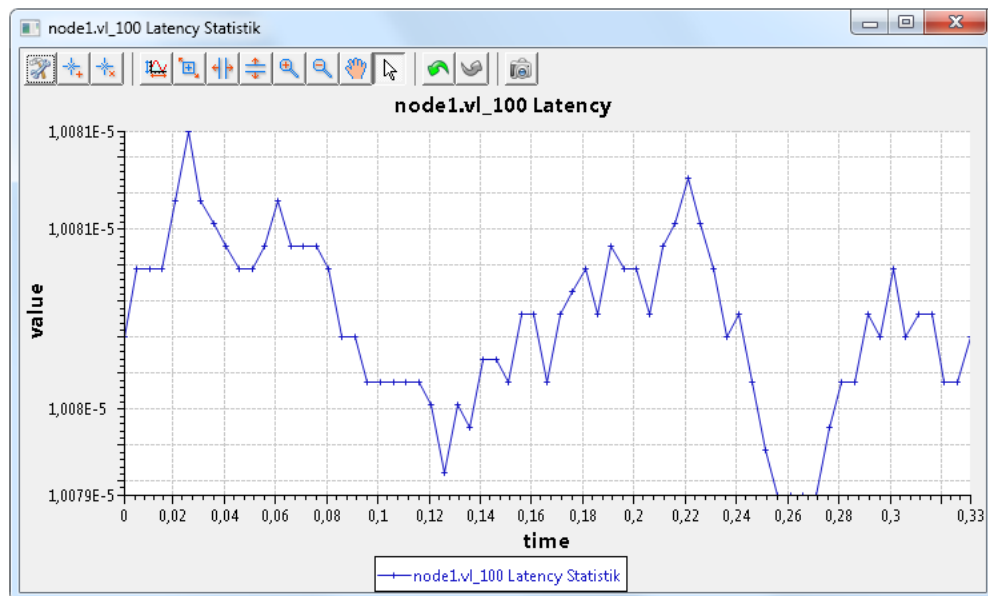 node1.vl_100 Latency Statistik
node1.vl_100 Latency
1,0081E-5
1,0081E-5
1,008E-5
1,0079E-5
value
0 0,02 0,04 0,06 0,08 0,1 0,12 0,14 0,16 0,18 0,2 0,22 0,24 0,26 0,28 0,3 0,33
time
node1.vl_100 Latency Statistik